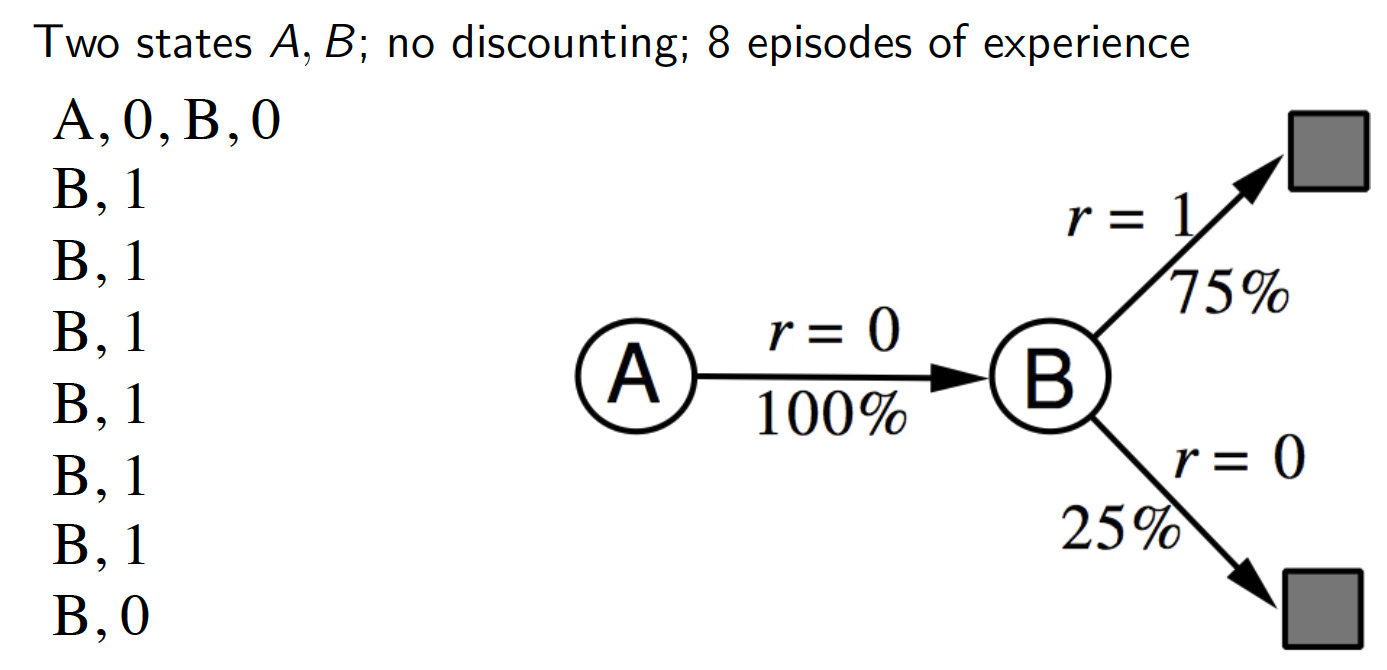 Two states A, B; no discounting; 8 episodes of experience
A, 0, B, 0
B, 1
B, 1
B, 1
B, 1
B, 1
B, 1
B, 0
A
r = 0
100%
B
r = 1
75%
r = 0
25%